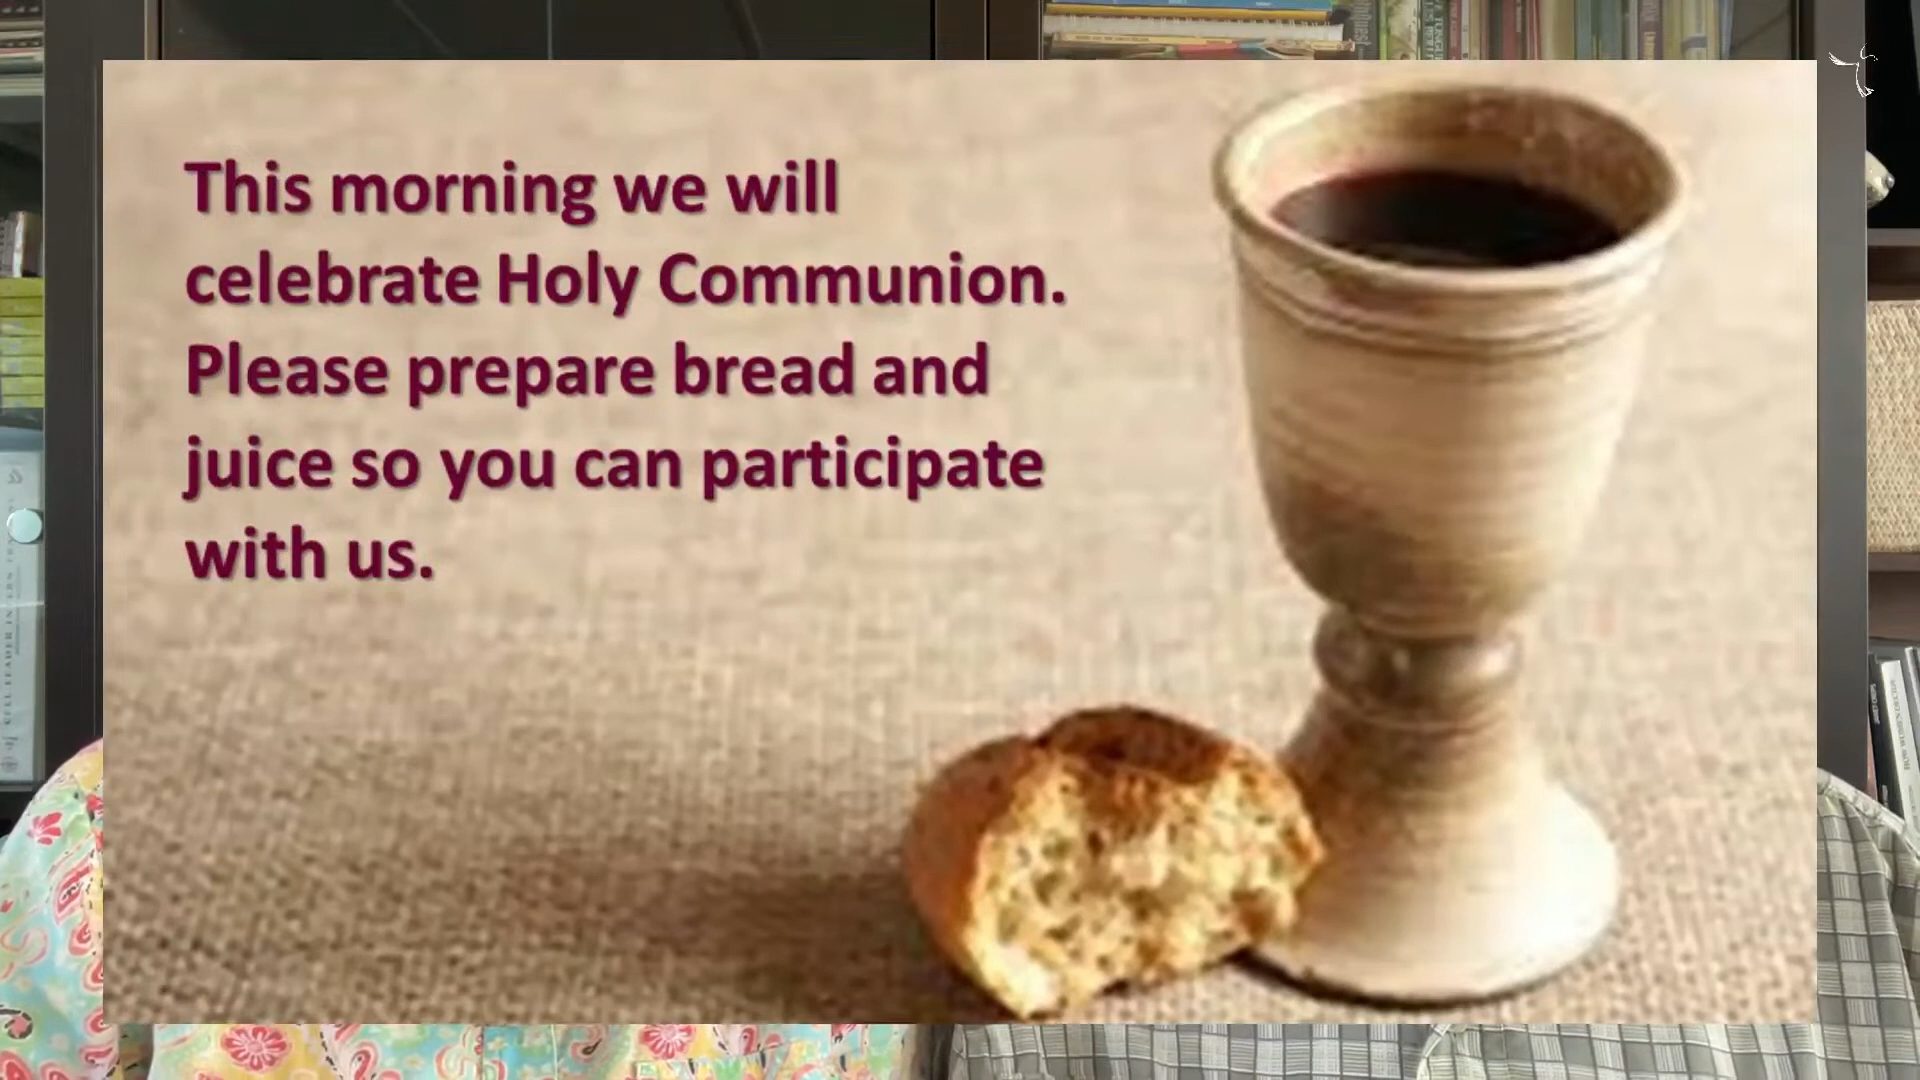 This morning we will
celebrate Holy Communion.
Please prepare bread and
juice so you can participate
with us.